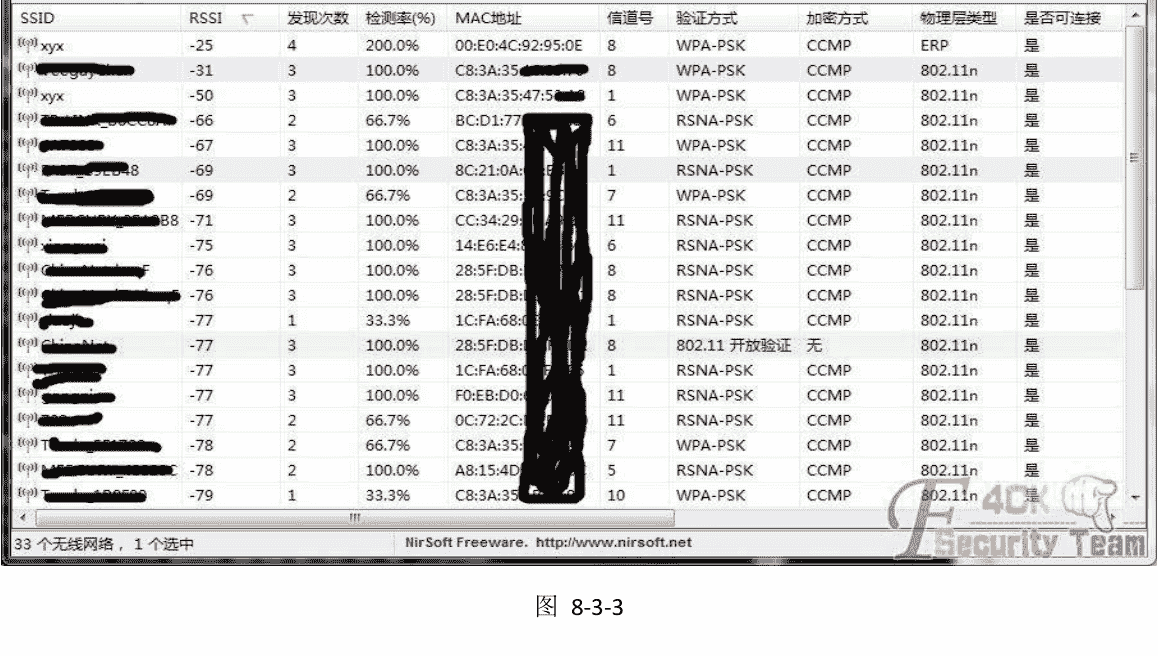 SSID RSSI 发现次数 检测率(%) MAC地址 信道号 验证方式 加密方式 物理层类型 是否可连接
xyx -25 4 200.0% 00:E0:4C:92:95:0E 8 WPA-PSK CCMP ERP 是
-31 3 100.0% C8:3A:35 8 WPA-PSK CCMP 802.11n 是
xyx -50 3 100.0% C8:3A:35:47:5 1 WPA-PSK CCMP 802.11n 是
-66 2 66.7% BC:D1:77 6 RSNA-PSK CCMP 802.11n 是
-67 3 100.0% C8:3A:35: 11 WPA-PSK CCMP 802.11n 是
48 -69 3 100.0% 8C:21:0A: 1 RSNA-PSK CCMP 802.11n 是
-69 2 66.7% C8:3A:35: 7 WPA-PSK CCMP 802.11n 是
B8 -71 3 100.0% CC:34:29: 11 RSNA-PSK CCMP 802.11n 是
-75 3 100.0% 14:E6:E4: 6 RSNA-PSK CCMP 802.11n 是
-76 3 100.0% 28:5F:DB: 8 RSNA-PSK CCMP 802.11n 是
-76 3 100.0% 28:5F:DB: 8 RSNA-PSK CCMP 802.11n 是
-77 1 33.3% 1C:FA:68:0 1 RSNA-PSK CCMP 802.11n 是
-77 3 100.0% 28:5F:DB: 8 802.11 开放验证 无 802.11n 是
-77 3 100.0% 1C:FA:68:0 1 RSNA-PSK CCMP 802.11n 是
-77 3 100.0% F0:EB:D0: 11 RSNA-PSK CCMP 802.11n 是
-77 2 66.7% 0C:72:2C: 11 RSNA-PSK CCMP 802.11n 是
-78 2 66.7% C8:3A:35: 7 WPA-PSK CCMP 802.11n 是
-78 2 100.0% A8:15:4D 5 RSNA-PSK CCMP 802.11n 是
-79 1 33.3% C8:3A:35 10 WPA-PSK CCMP 802.11n 是
33 个无线网络， 1 个选中 NirSoft Freeware. http://www.nirsoft.net
F4CK
Security Team
图 8-3-3